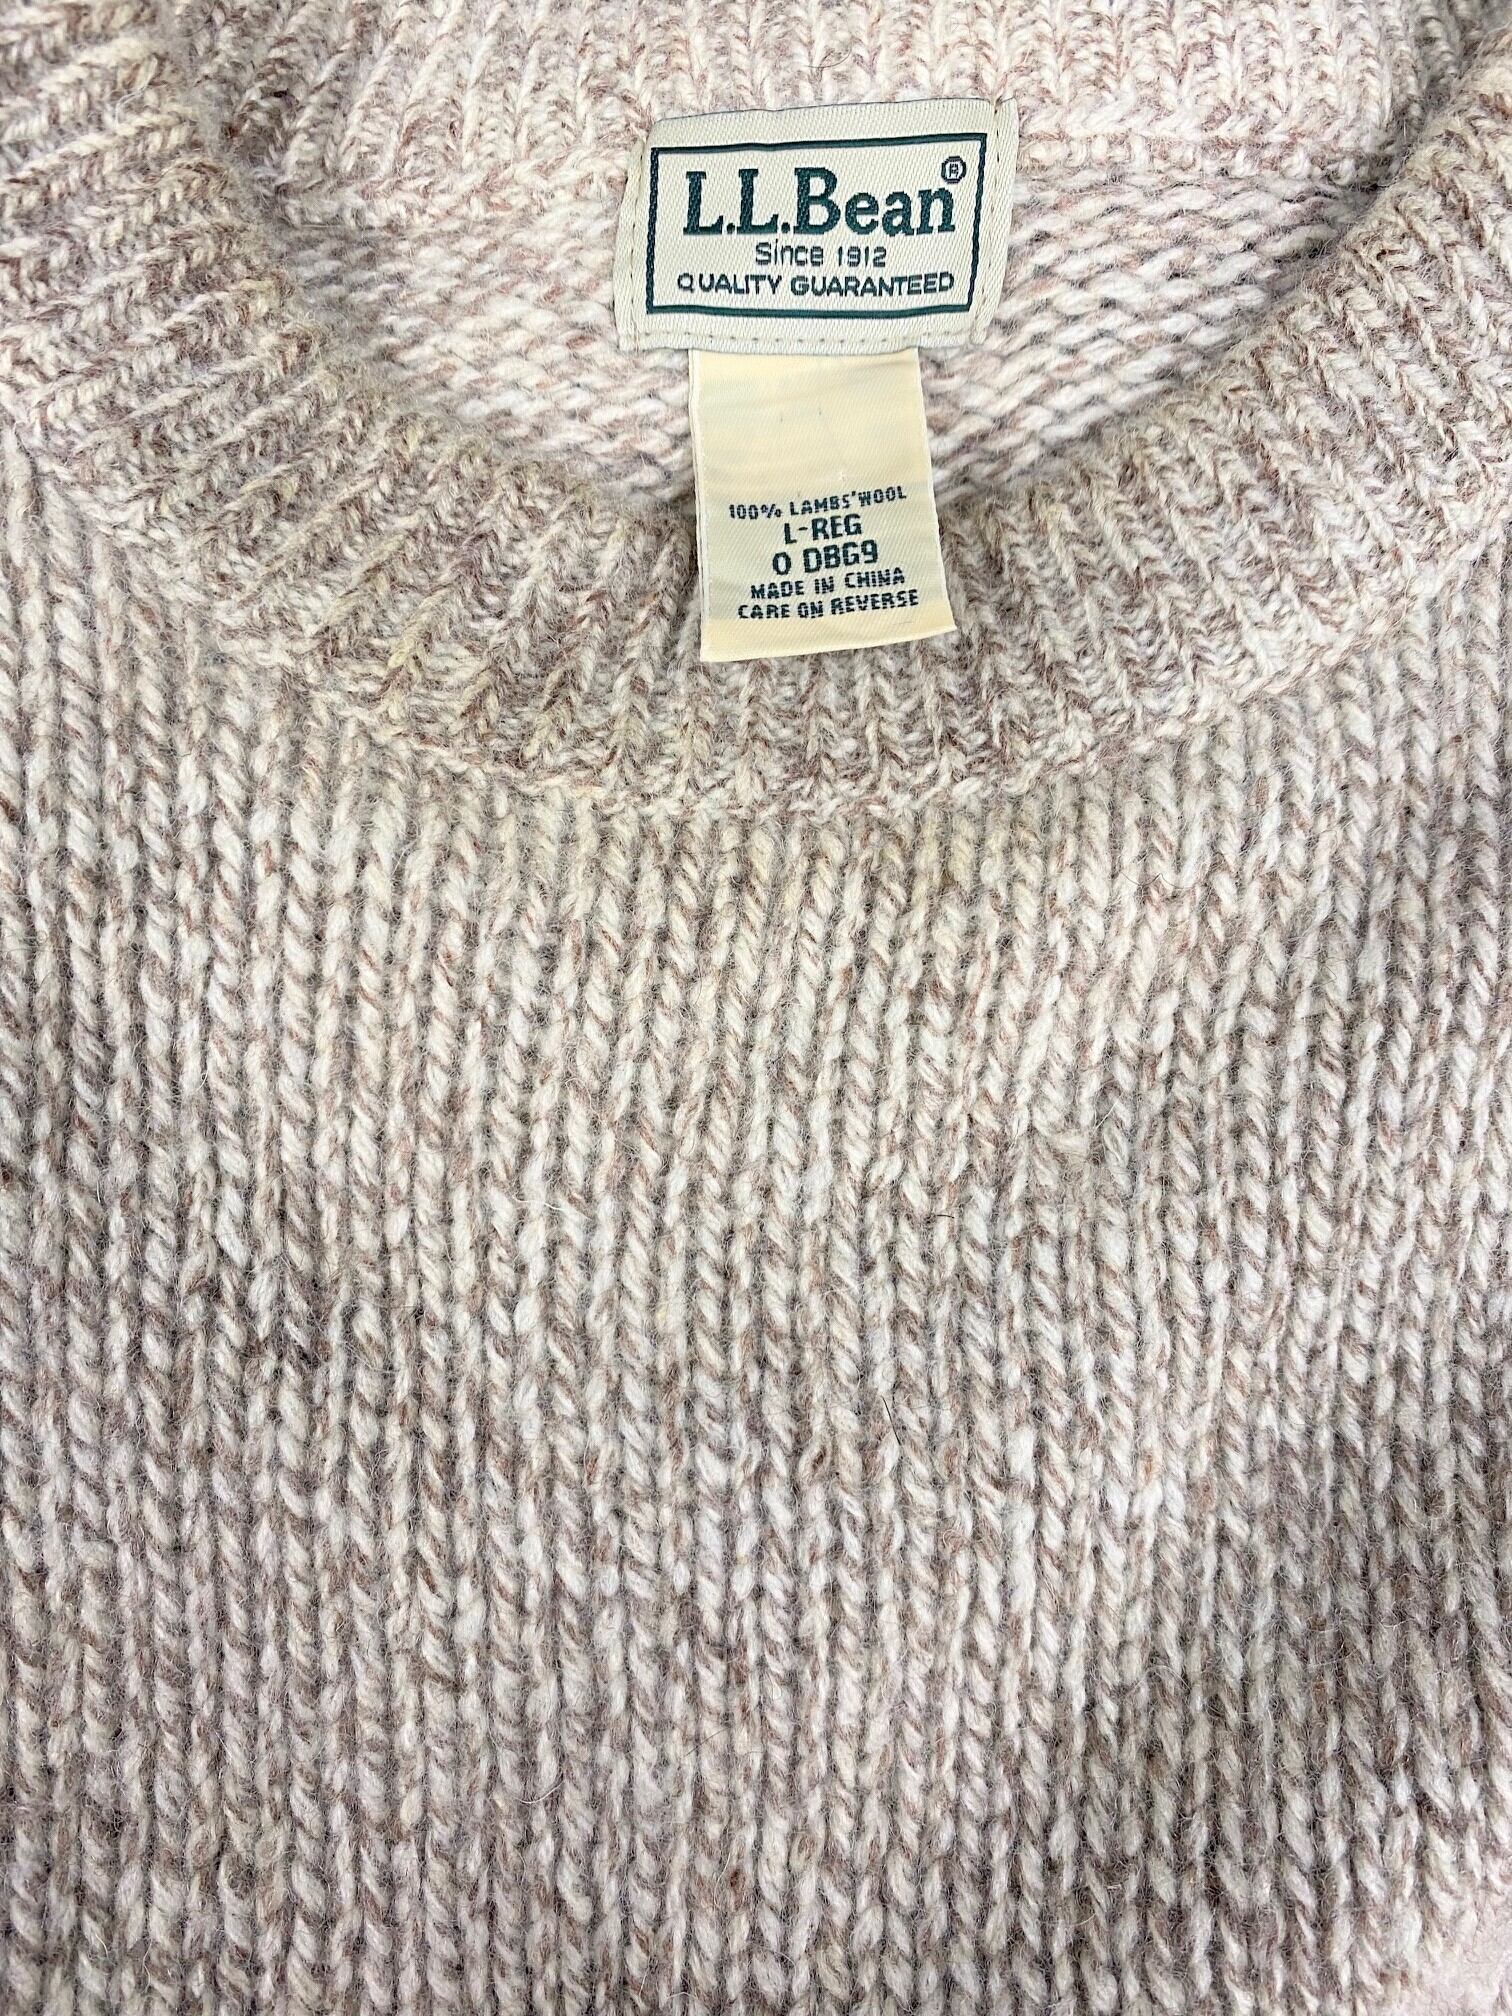 L.L.Bean®
Since 1912
QUALITY GUARANTEED
100% LAMBS' WOOL
L-REG
0 DBG9
MADE IN CHINA
CARE ON REVERSE